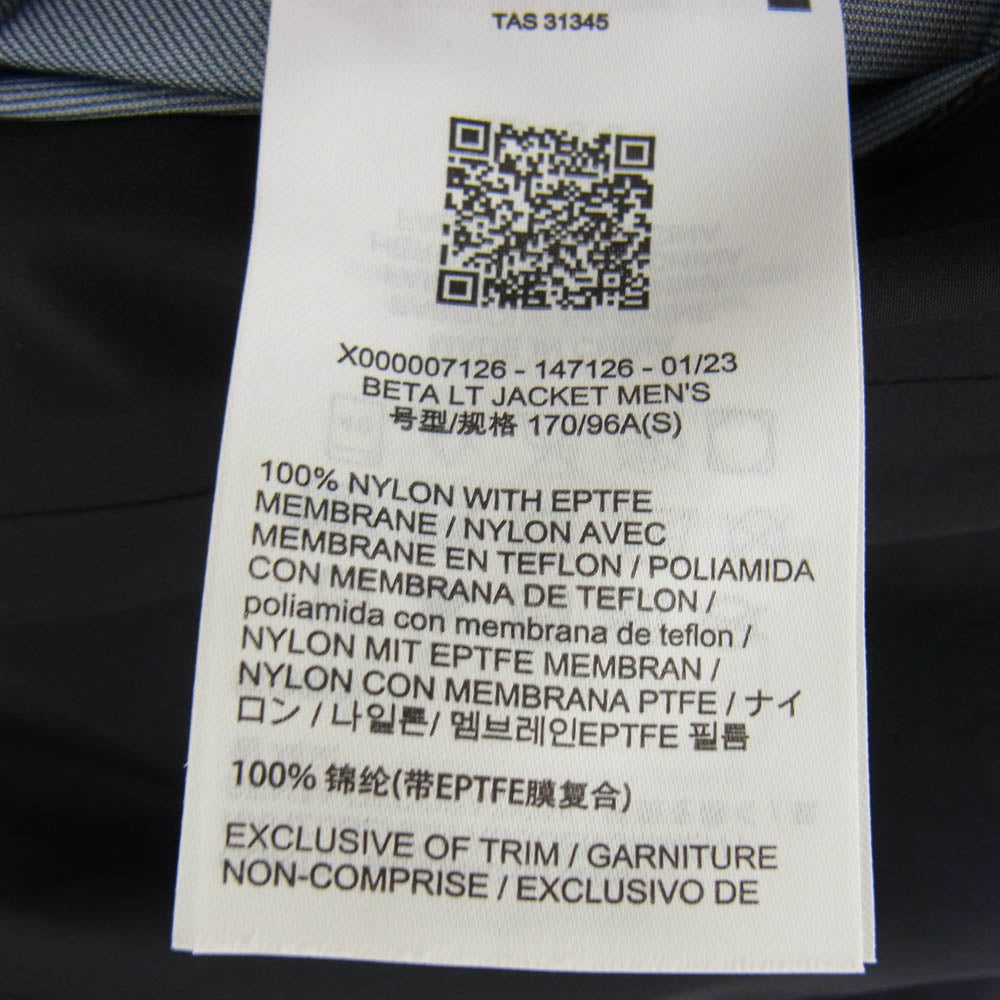 TAS 31345
X000007126 - 147126 - 01/23
BETA LT JACKET MEN'S
号型/规格 170/96A(S)
100% NYLON WITH EPTFE
MEMBRANE / NYLON AVEC
MEMBRANE EN TEFLON / POLIAMIDA
CON MEMBRANA DE TEFLON /
poliamida con membrana de teflon /
NYLON MIT EPTFE MEMBRAN /
NYLON CON MEMBRANA PTFE / ナイ
ロン / 나일론/ 멤브레인EPTFE 필름
100% 锦纶(带EPTFE膜复合)
EXCLUSIVE OF TRIM / GARNITURE
NON-COMPRISE / EXCLUSIVO DE